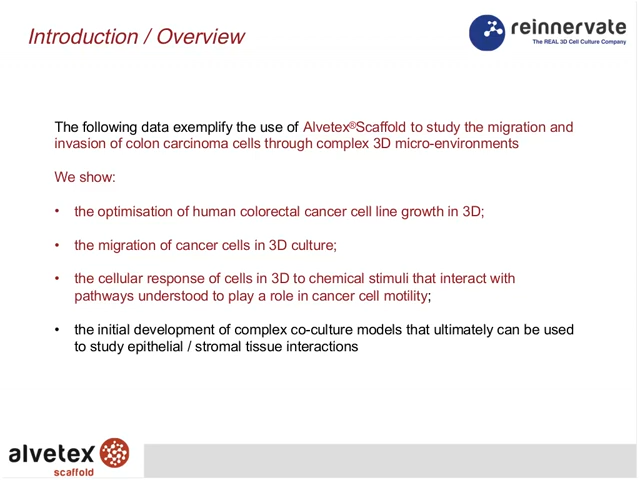 Introduction / Overview
reinnervate
The REAL 3D Cell Culture Company
The following data exemplify the use of Alvetex®Scaffold to study the migration and
invasion of colon carcinoma cells through complex 3D micro-environments
We show:
• the optimisation of human colorectal cancer cell line growth in 3D;
• the migration of cancer cells in 3D culture;
• the cellular response of cells in 3D to chemical stimuli that interact with
pathways understood to play a role in cancer cell motility;
• the initial development of complex co-culture models that ultimately can be used
to study epithelial / stromal tissue interactions
alvetex
scaffold